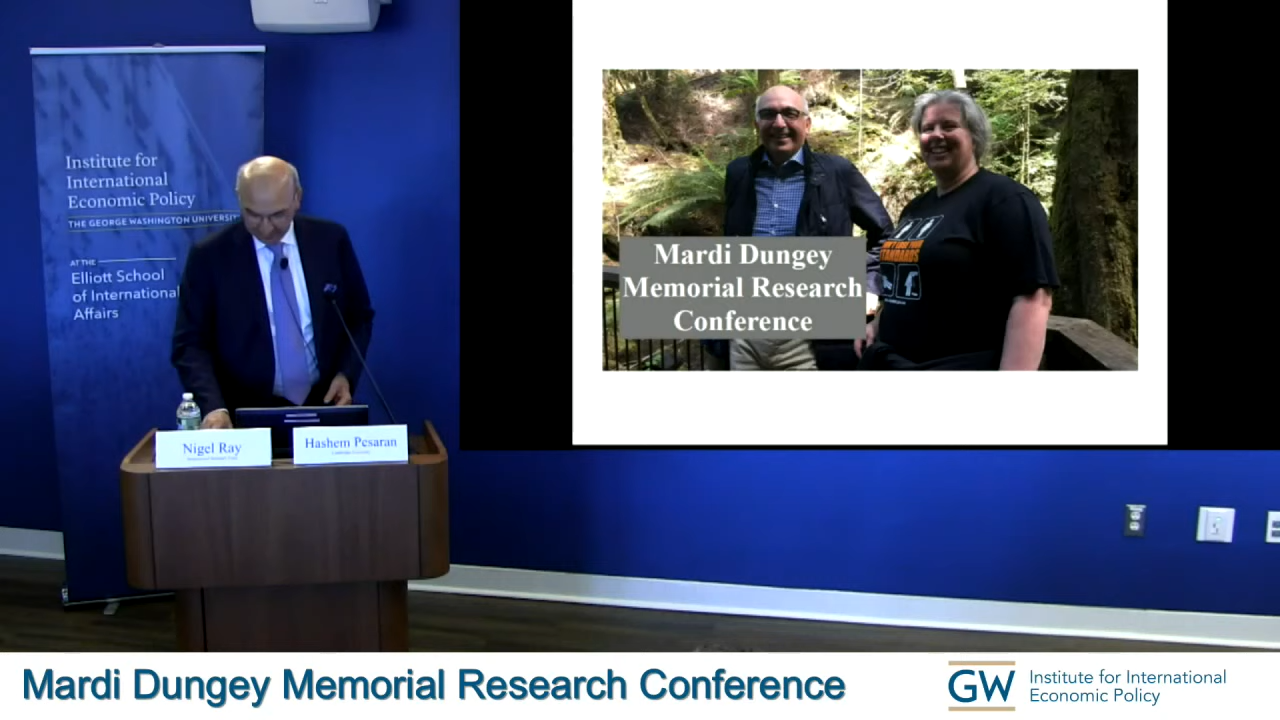 Institute for
International
Economic Policy
THE GEORGE WASHINGTON UNIVERSITY
AT THE
Elliott School
of International
Affairs
Nigel Ray
Hashem Pesaran
Mardi Dungey
Memorial Research
Conference
STANDARDS
Mardi Dungey Memorial Research Conference
GW
Institute for International
Economic Policy